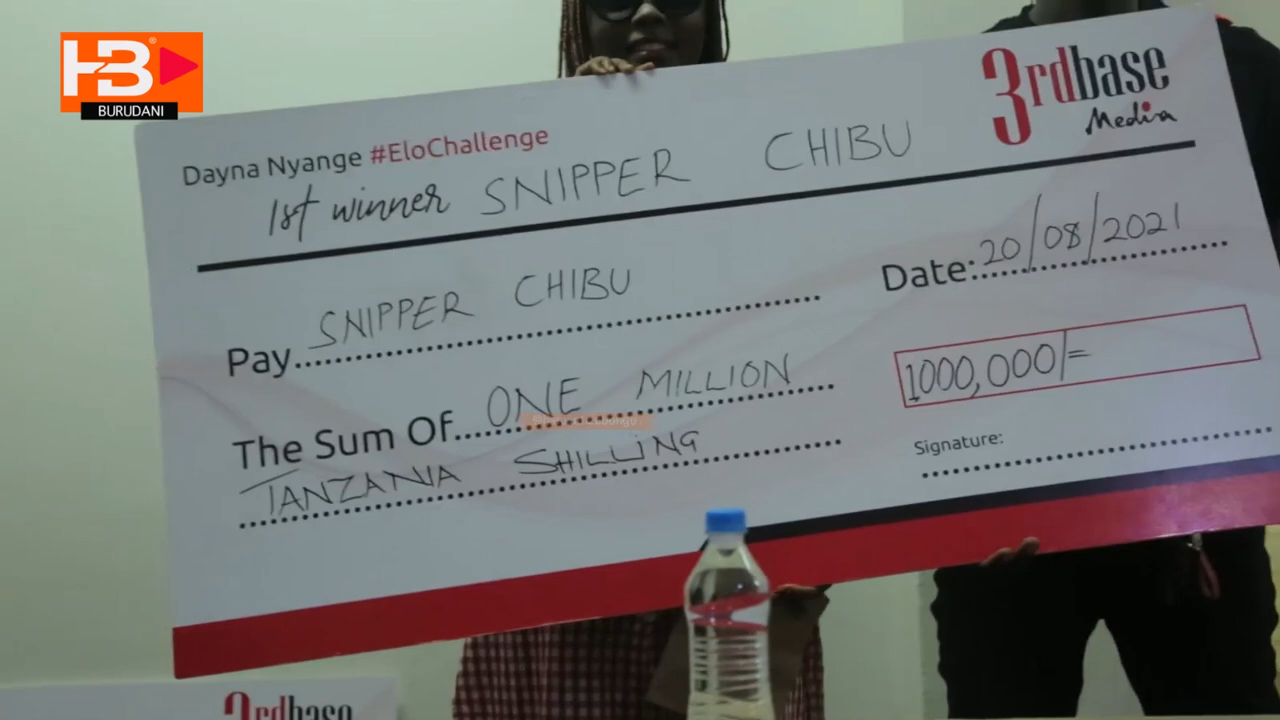 HB®
BURUDANI
3rdbase
Media
Dayna Nyange #EloChallenge
1st winner SNIPPER CHIBU
Date: 20/08/2021
Pay SNIPPER CHIBU
1000,000/=
The Sum Of ONE MILLION
TANZANIA SHILLING
Signature:
3rdbase